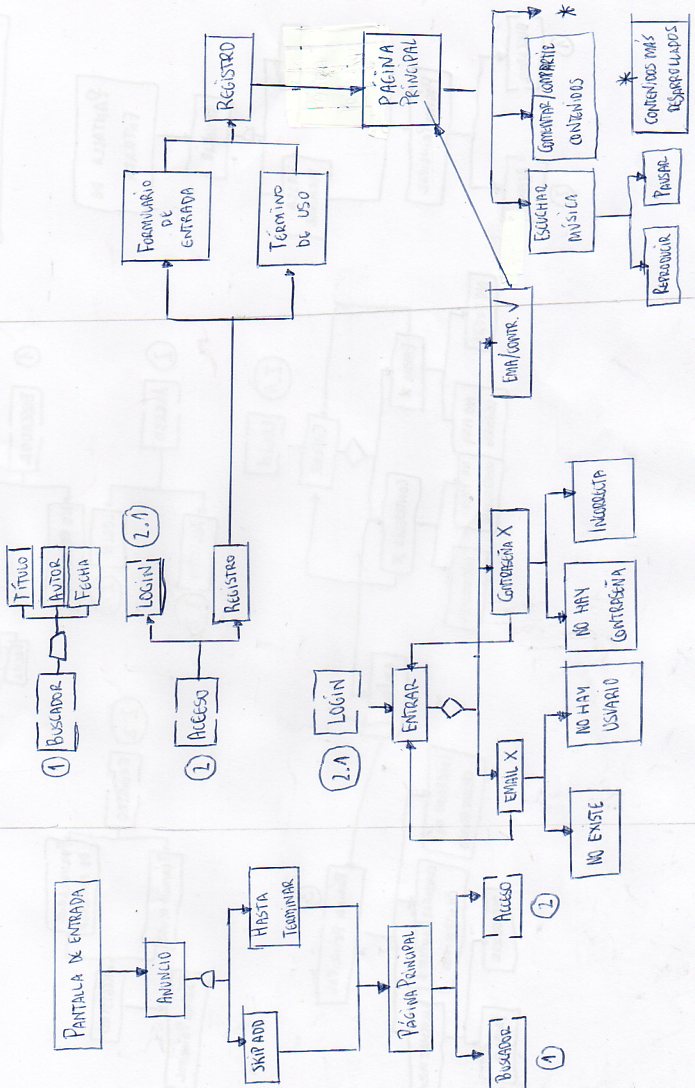 PANTALLA DE ENTRADA
ANUNCIO
SKIP ADD
HASTA
TERMINAR
PÁGINA PRINCIPAL
BUSCADOR
1
ACCESO
2
1
BUSCADOR
TÍTULO
AUTOR
FECHA
2
ACCESO
LOGIN
2.1
REGISTRO
FORMULARIO
DE
ENTRADA
TÉRMINO
DE USO
REGISTRO
PÁGINA
PRINCIPAL
2.1
LOGIN
ENTRAR
EMAIL X
CONTRASEÑA X
EMA/CONTR. √
NO EXISTE
NO HAY
USUARIO
NO HAY
CONTRASEÑA
INCORRECTA
ESCUCHAR
MÚSICA
COMENTAR/COMPARTIR
CONTENIDOS
*
REPRODUCIR
PAUSAR
*
CONTENIDOS MÁS
DESARROLLADOS